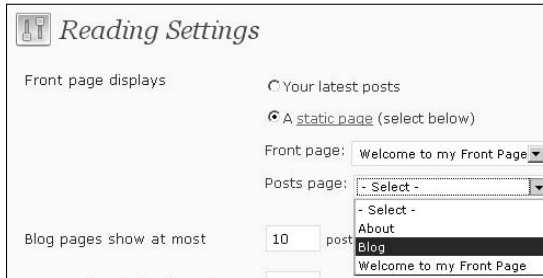 Reading Settings
Front page displays
Your latest posts
A static page (select below)
Front page: Welcome to my Front Page
Posts page: - Select -
- Select -
About
Blog pages show at most 10 post
Blog
Welcome to my Front Page